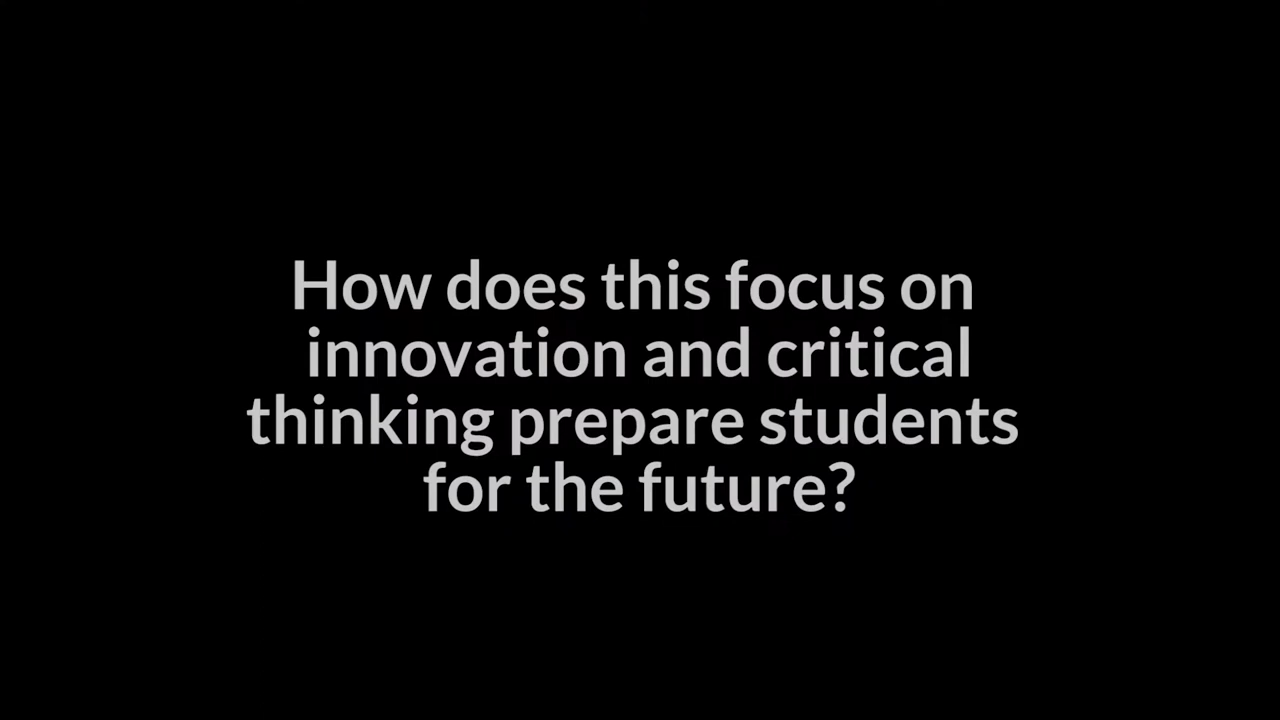 How does this focus on
innovation and critical
thinking prepare students
for the future?